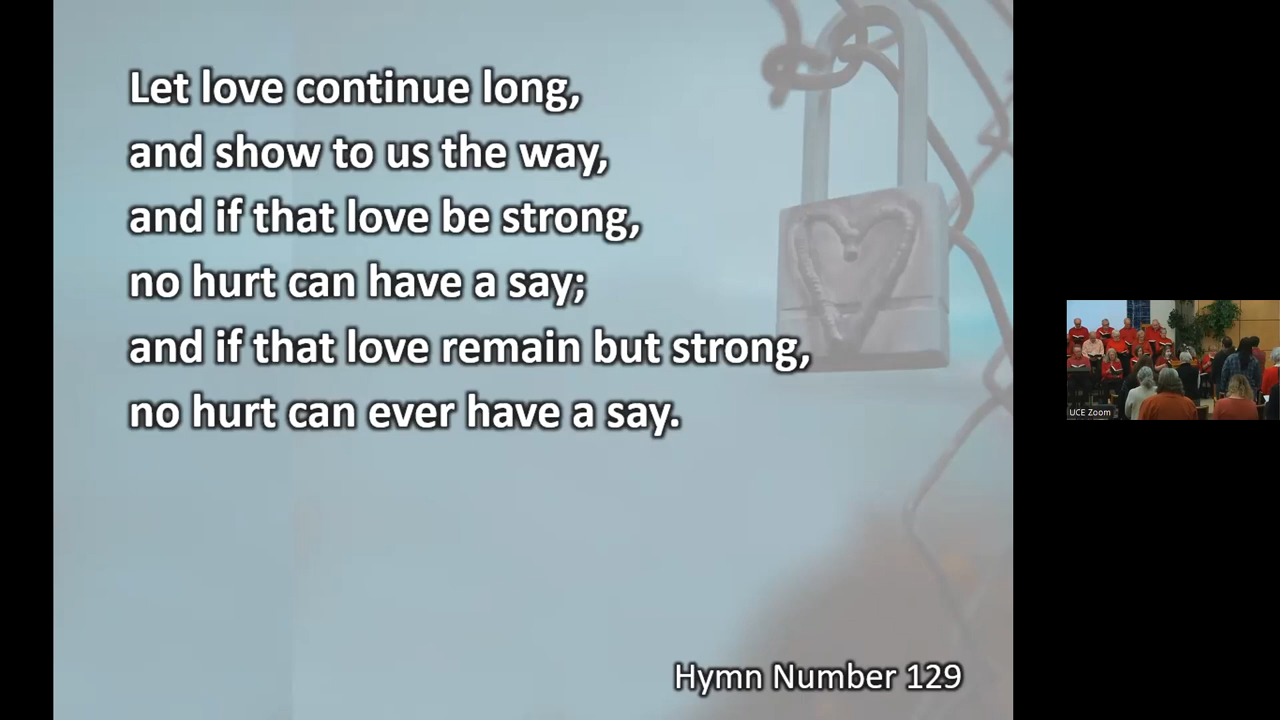 Let love continue long,
and show to us the way,
and if that love be strong,
no hurt can have a say;
and if that love remain but strong,
no hurt can ever have a say.
Hymn Number 129
UCE Zoom